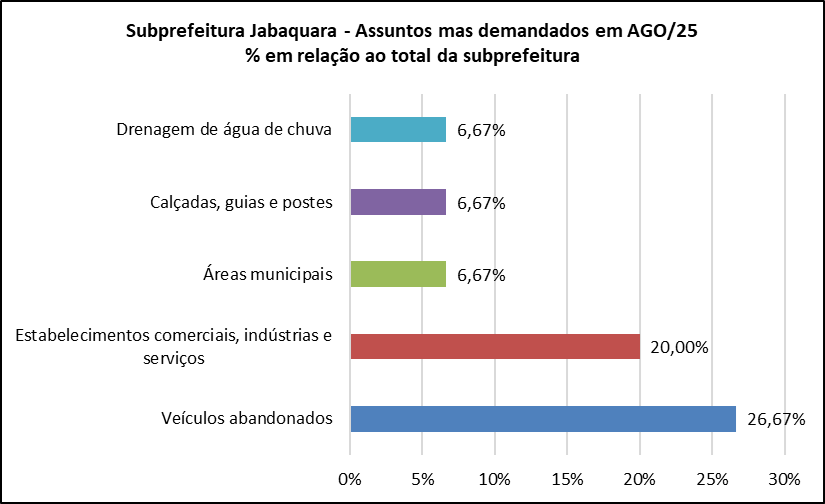 Subprefeitura Jabaquara - Assuntos mas demandados em AGO/25
% em relação ao total da subprefeitura
Drenagem de água de chuva
6,67%
Calçadas, guias e postes
6,67%
Áreas municipais
6,67%
Estabelecimentos comerciais, indústrias e
serviços
20,00%
Veículos abandonados
26,67%
0%
5%
10%
15%
20%
25%
30%